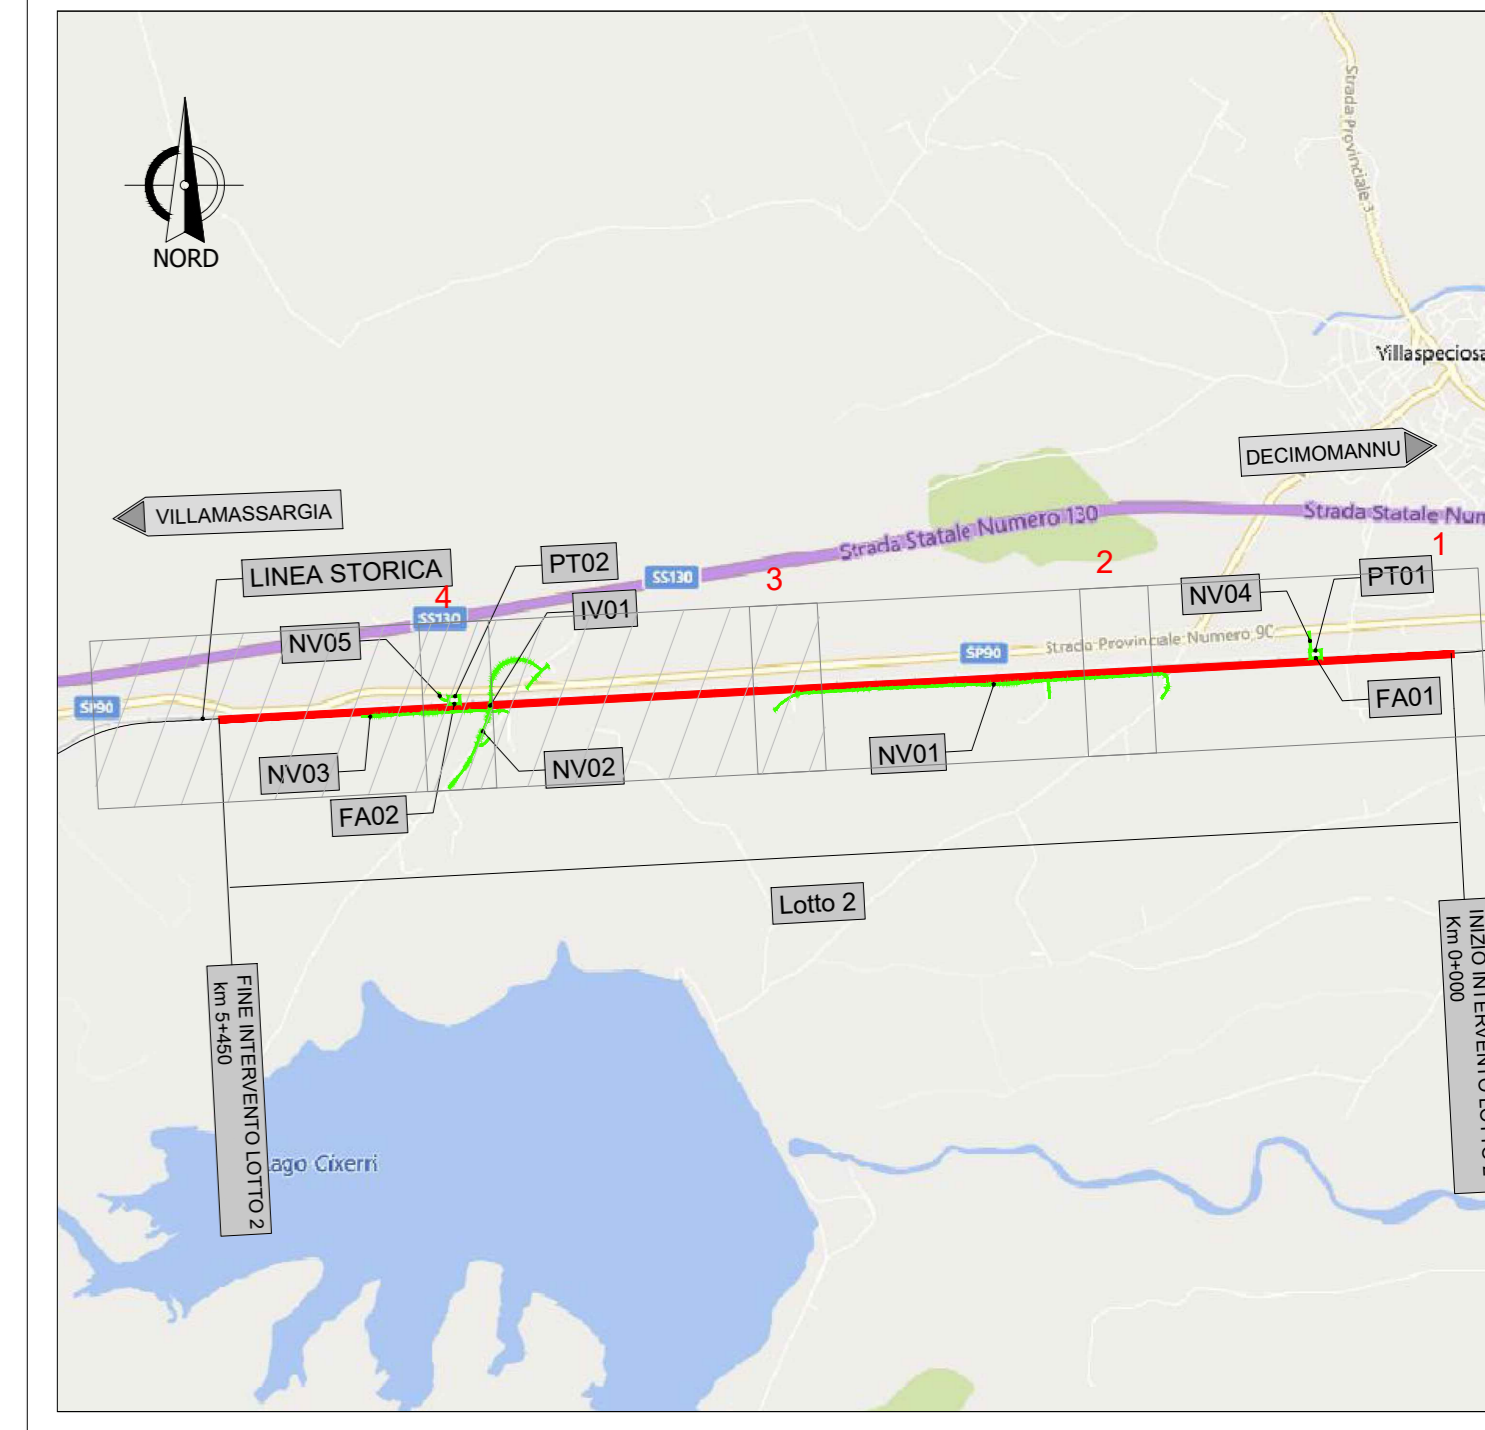 NORD
Strada Provinciale 3
Villaspeciosa
DECIMOMANNU
VILLAMASSARGIA
Strada Statale Numero 130
Strada Statale Num
1
2
3
4
LINEA STORICA
PT02
SS130
SS130
IV01
NV05
NV04
PT01
SP90
Strada Provinciale Numero 90
SP90
FA01
NV03
NV02
NV01
FA02
Lotto 2
FINE INTERVENTO LOTTO 2
km 5+450
INIZIO INTERVENTO
Km 0+000
Lago Cixerri